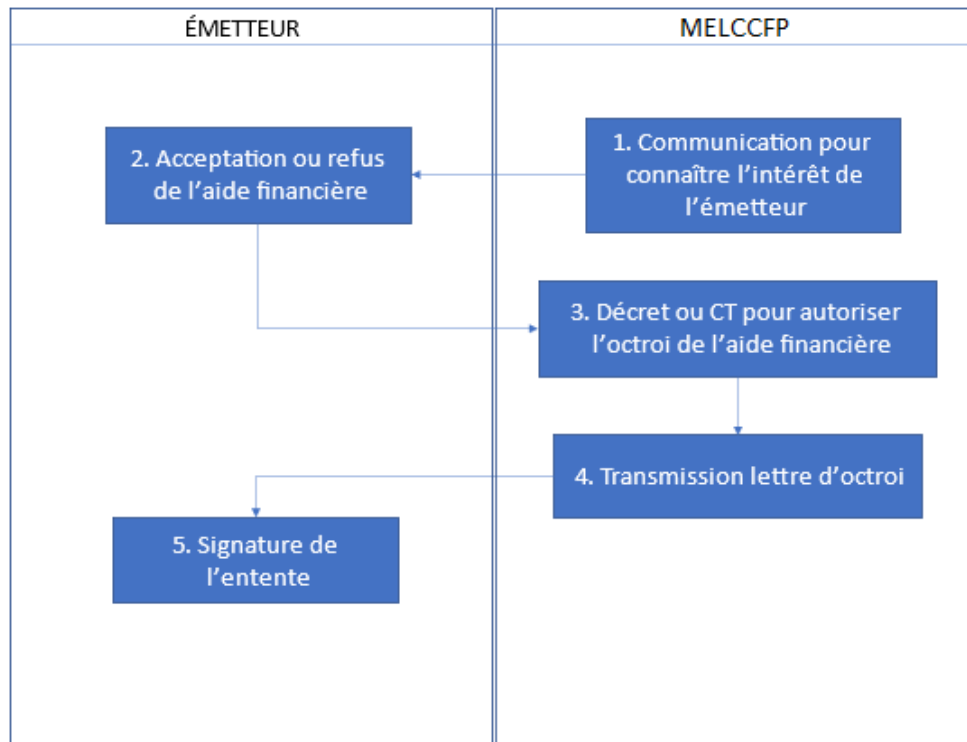 ÉMETTEUR
MELCCFP
1. Communication pour
connaître l’intérêt de
l’émetteur
2. Acceptation ou refus
de l’aide financière
3. Décret ou CT pour autoriser
l’octroi de l’aide financière
4. Transmission lettre d’octroi
5. Signature de
l’entente